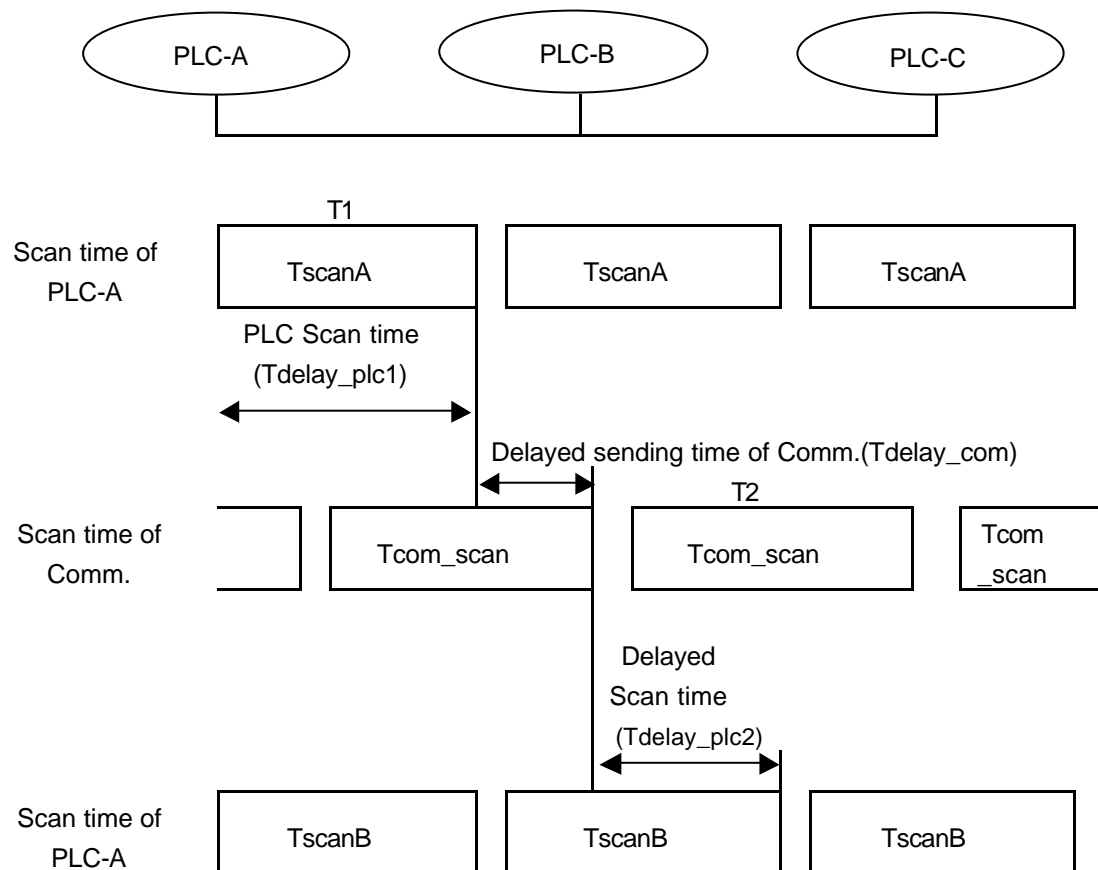 PLC-A
PLC-B
PLC-C
T1
Scan time of
PLC-A
TscanA
TscanA
TscanA
PLC Scan time
(Tdelay_plc1)
Delayed sending time of Comm.(Tdelay_com)
T2
Scan time of
Comm.
Tcom_scan
Tcom_scan
Tcom
_scan
Delayed
Scan time
(Tdelay_plc2)
Scan time of
PLC-A
TscanB
TscanB
TscanB